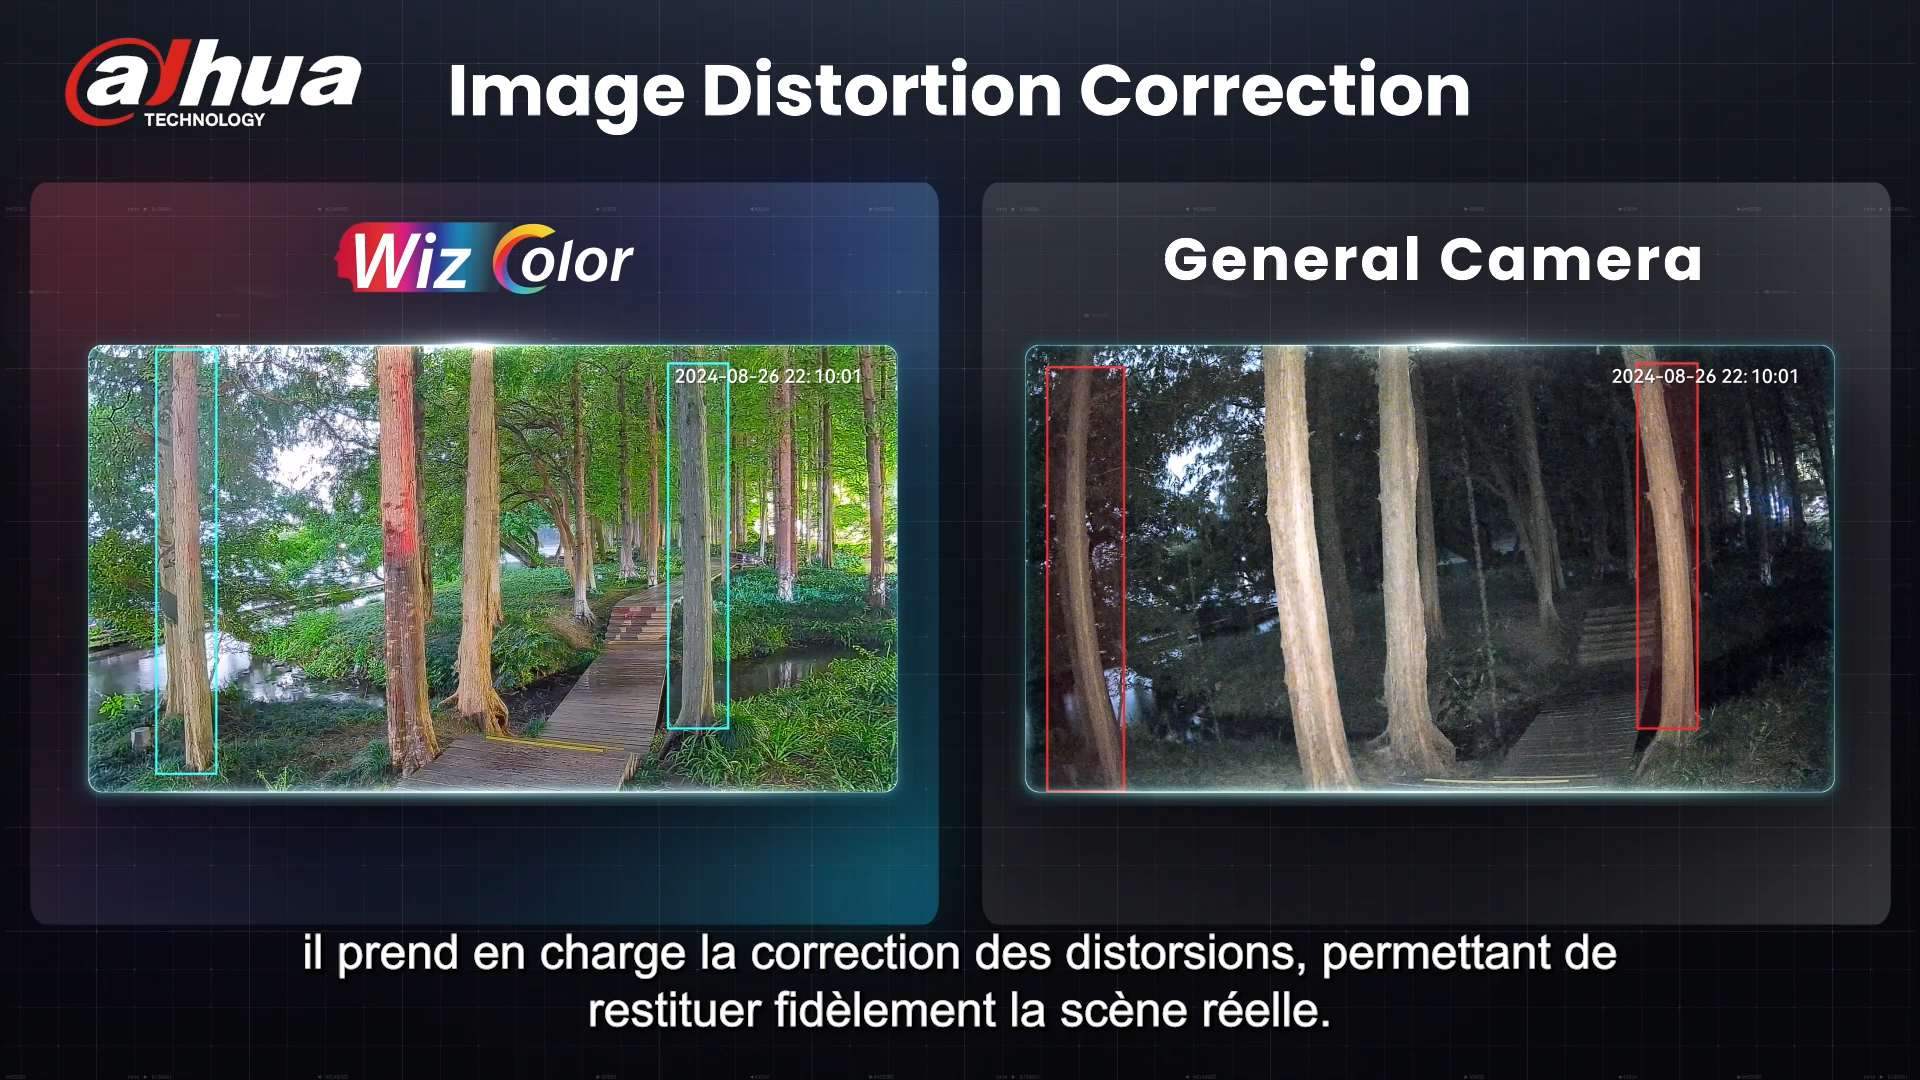 alhua
TECHNOLOGY
Image Distortion Correction
Wiz Color
General Camera
2024-08-26 22:10:01
2024-08-26 22:10:01
il prend en charge la correction des distorsions, permettant de
restituer fidèlement la scène réelle.